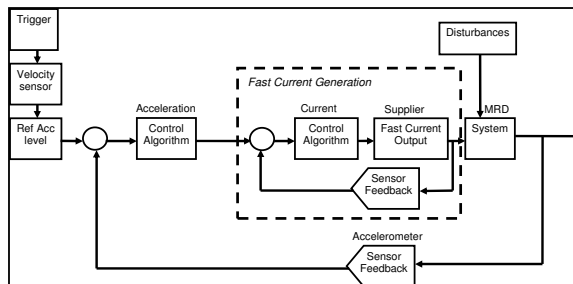 Trigger
Disturbances
Velocity
sensor
Fast Current Generation
Acceleration
Current
Supplier
MRD
Ref Acc
level
Control
Algorithm
Control
Algorithm
Fast Current
Output
System
Sensor
Feedback
Accelerometer
Sensor
Feedback